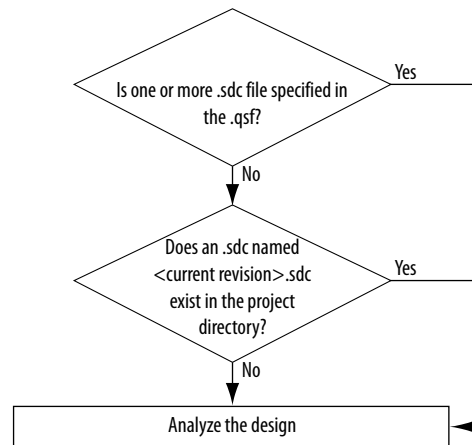 Is one or more .sdc file specified in
the .qsf?
Yes
No
Does an .sdc named
<current revision>.sdc
exist in the project
directory?
Yes
No
Analyze the design